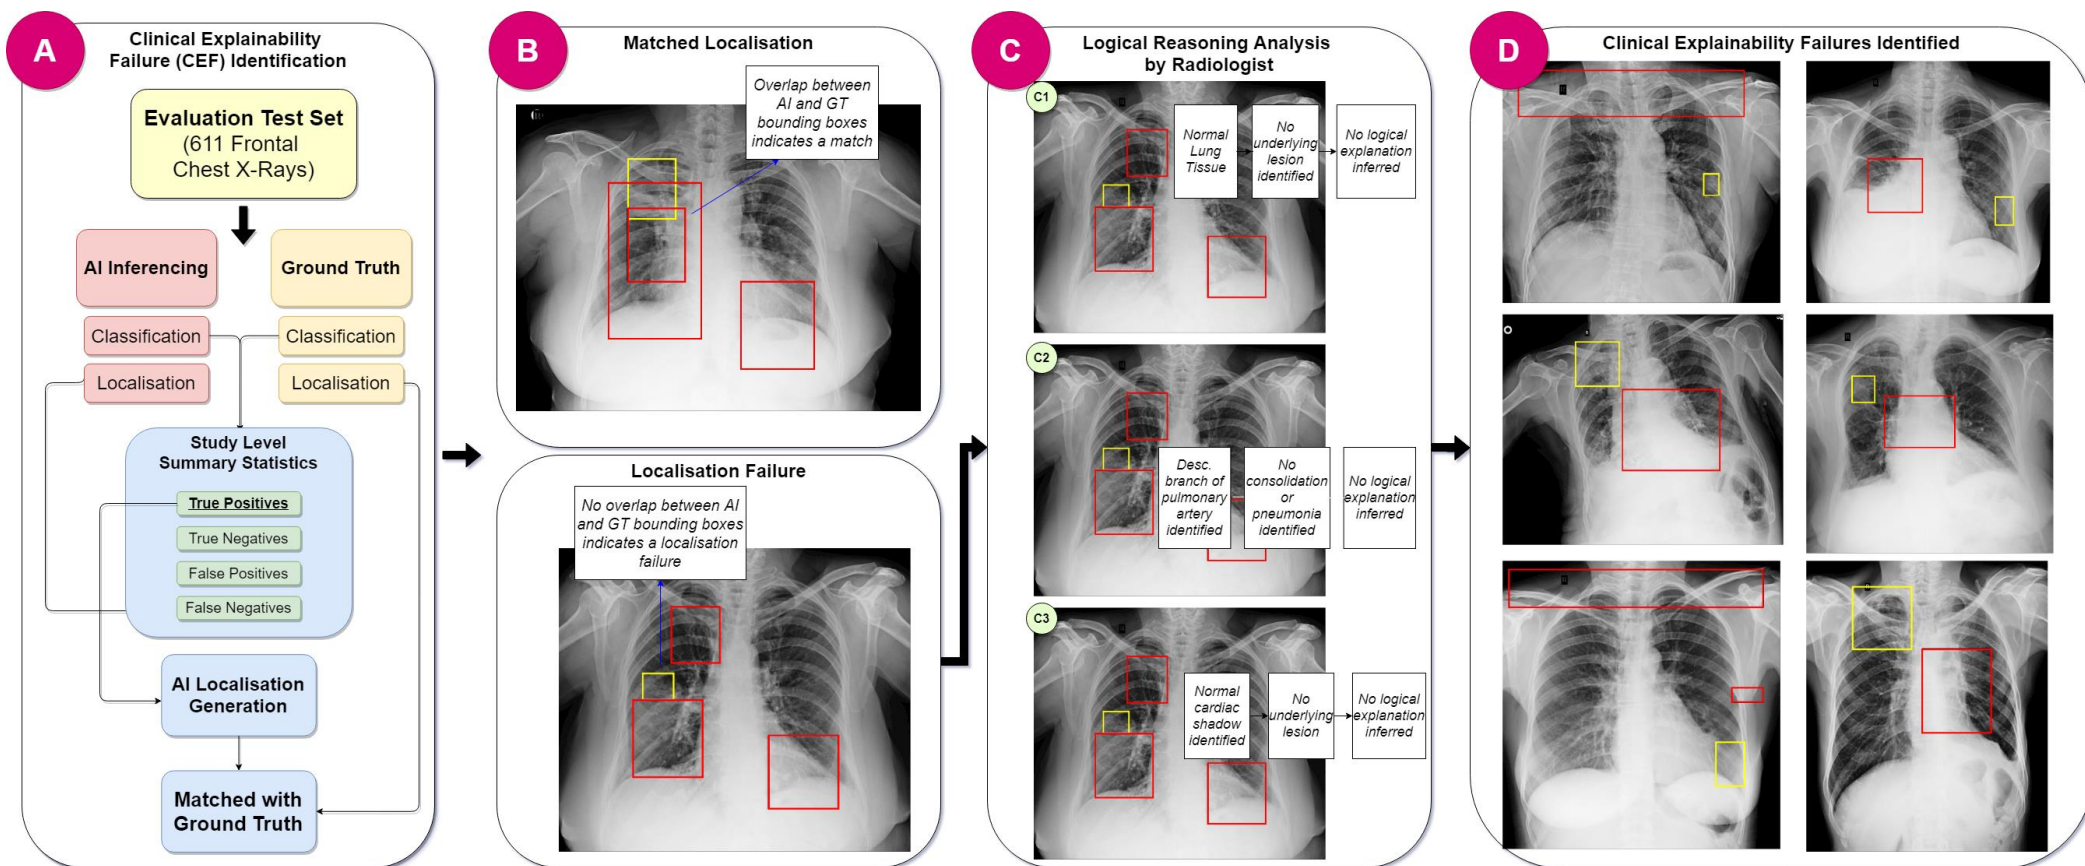 A
Clinical Explainability
Failure (CEF) Identification
Evaluation Test Set
(611 Frontal
Chest X-Rays)
AI Inferencing
Ground Truth
Classification
Classification
Localisation
Localisation
Study Level
Summary Statistics
True Positives
True Negatives
False Positives
False Negatives
AI Localisation
Generation
Matched with
Ground Truth
B
Matched Localisation
Overlap between
AI and GT
bounding boxes
indicates a match
Localisation Failure
No overlap between AI
and GT bounding boxes
indicates a localisation
failure
C
Logical Reasoning Analysis
by Radiologist
C1
Normal
Lung
Tissue
No
underlying
lesion
identified
No logical
explanation
inferred
C2
Desc.
branch of
pulmonary
artery
identified
No
consolidation
or
pneumonia
identified
No logical
explanation
inferred
C3
Normal
cardiac
shadow
identified
No
underlying
lesion
No logical
explanation
inferred
D
Clinical Explainability Failures Identified